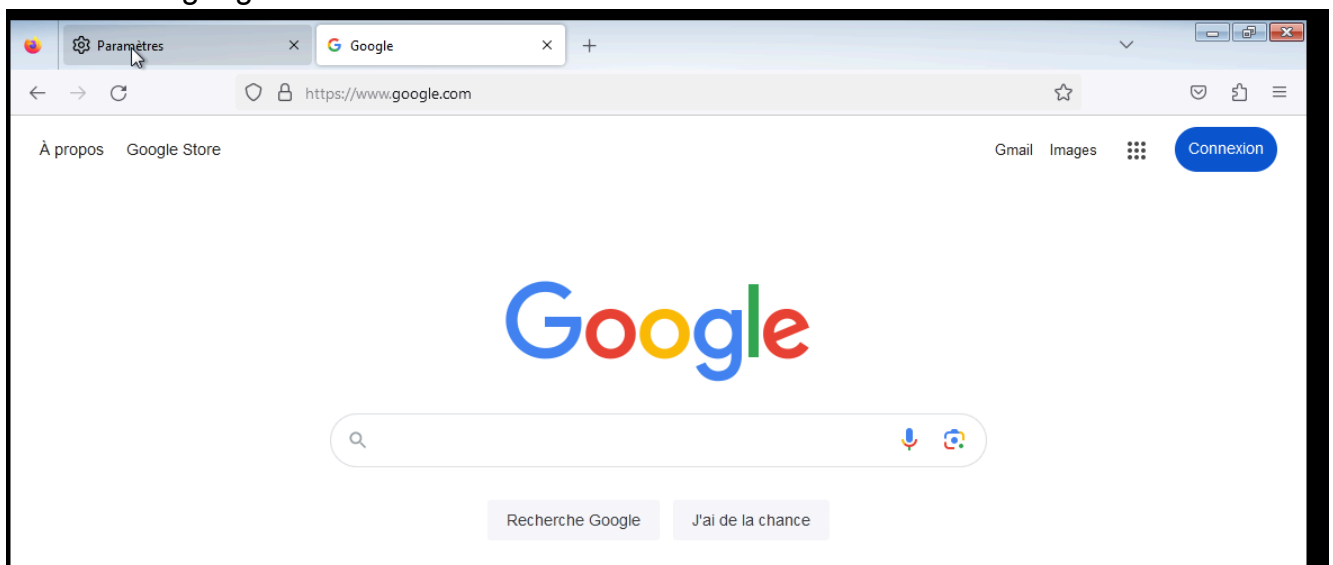 Paramètres
Google
https://www.google.com
À propos Google Store
Gmail Images Connexion
Google
Recherche Google J'ai de la chance